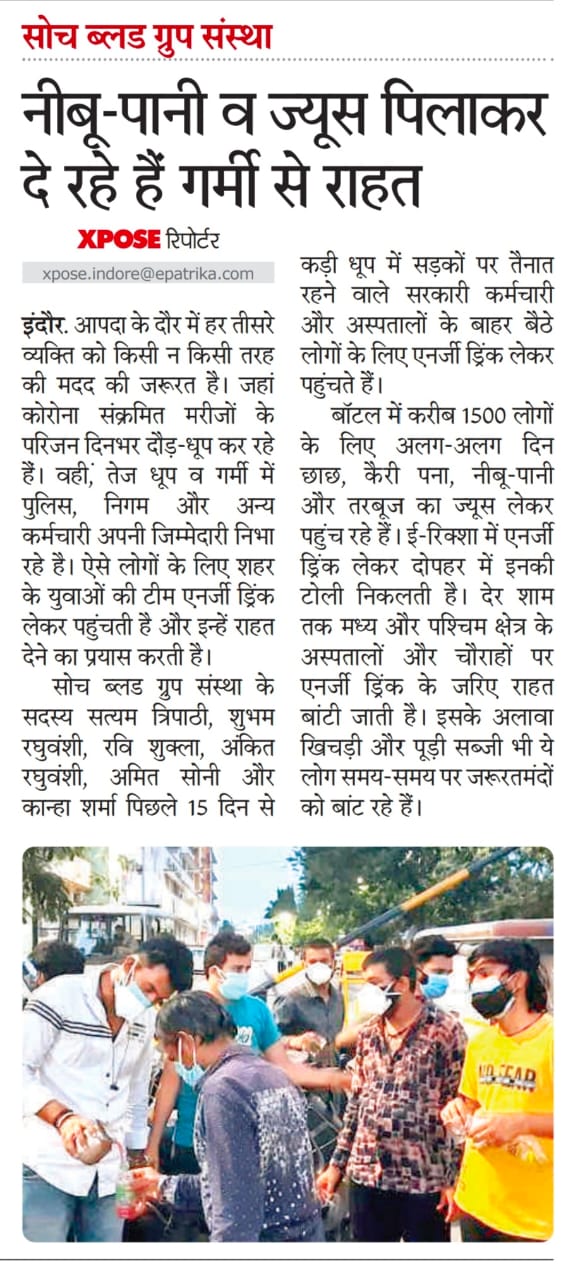 सोच ब्लड ग्रुप संस्था
नीबू-पानी व ज्यूस पिलाकर
दे रहे हैं गर्मी से राहत
XPOSE रिपोर्टर
xpose.indore@epatrika.com
इंदौर. आपदा के दौर में हर तीसरे
व्यक्ति को किसी न किसी तरह
की मदद की जरूरत है। जहां
कोरोना संक्रमित मरीजों के
परिजन दिनभर दौड़-धूप कर रहे
हैं। वहीं, तेज धूप व गर्मी में
पुलिस, निगम और अन्य
कर्मचारी अपनी जिम्मेदारी निभा
रहे है। ऐसे लोगों के लिए शहर
के युवाओं की टीम एनर्जी ड्रिंक
लेकर पहुंचती है और इन्हें राहत
देने का प्रयास करती है।
सोच ब्लड ग्रुप संस्था के
सदस्य सत्यम त्रिपाठी, शुभम
रघुवंशी, रवि शुक्ला, अंकित
रघुवंशी, अमित सोनी और
कान्हा शर्मा पिछले 15 दिन से
कड़ी धूप में सड़कों पर तैनात
रहने वाले सरकारी कर्मचारी
और अस्पतालों के बाहर बैठे
लोगों के लिए एनर्जी ड्रिंक लेकर
पहुंचते हैं।
बॉटल में करीब 1500 लोगों
के लिए अलग-अलग दिन
छाछ, कैरी पना, नीबू-पानी
और तरबूज का ज्यूस लेकर
पहुंच रहे हैं। ई-रिक्शा में एनर्जी
ड्रिंक लेकर दोपहर में इनकी
टोली निकलती है। देर शाम
तक मध्य और पश्चिम क्षेत्र के
अस्पतालों और चौराहों पर
एनर्जी ड्रिंक के जरिए राहत
बांटी जाती है। इसके अलावा
खिचड़ी और पूड़ी सब्जी भी ये
लोग समय-समय पर जरूरतमंदों
को बांट रहे हैं।
NO FEAR